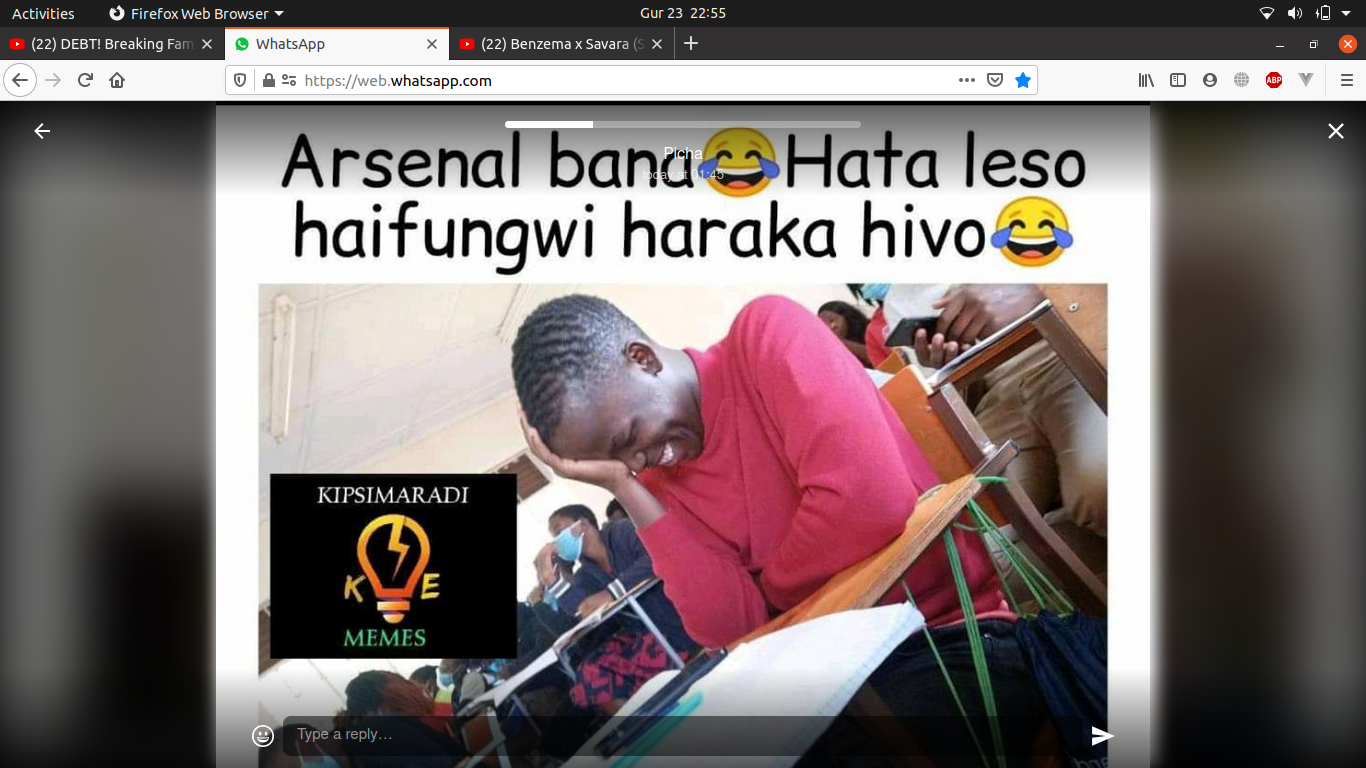 Activities
Firefox Web Browser
Gur 23 22:55
(22) DEBT! Breaking Fam
WhatsApp
(22) Benzema x Savara (S
https://web.whatsapp.com
ABP
Picha
today at 01:45
Arsenal bana😂Hata leso
haifungwi haraka hivo😂
KIPSIMARADI
K E
MEMES
Type a reply...